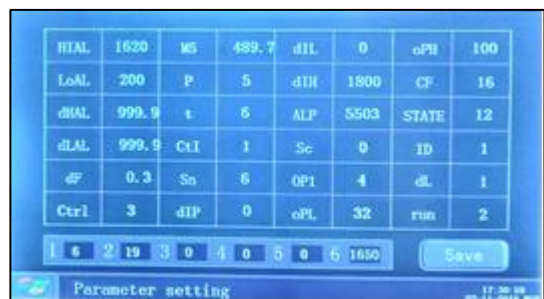 HIAL 1620 M5 489.7 dIL 0 oPH 100
LoAL 200 P 5 dIH 1800 CF 16
dHAL 999.9 t 6 ALP 5503 STATE 12
dLAL 999.9 CtI 1 Sc 0 ID 1
dF 0.3 Sn 6 OP1 4 dL 1
Ctrl 3 dIP 0 oPL 32 run 2
1 6 2 19 3 0 4 0 5 0 6 1650 Save
Parameter setting